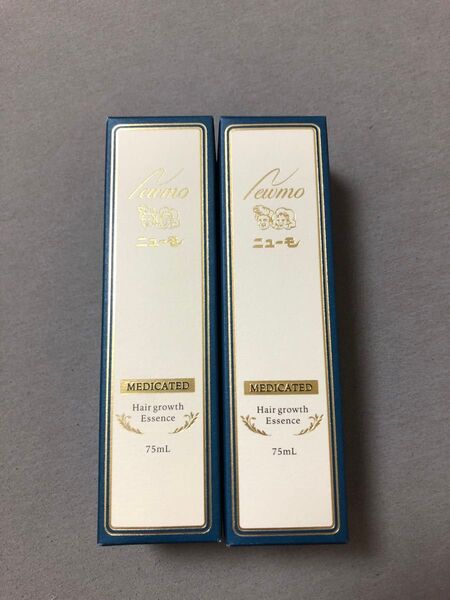 Newmo
ニューモ
MEDICATED
Hair growth
Essence
75mL
Newmo
ニューモ
MEDICATED
Hair growth
Essence
75mL